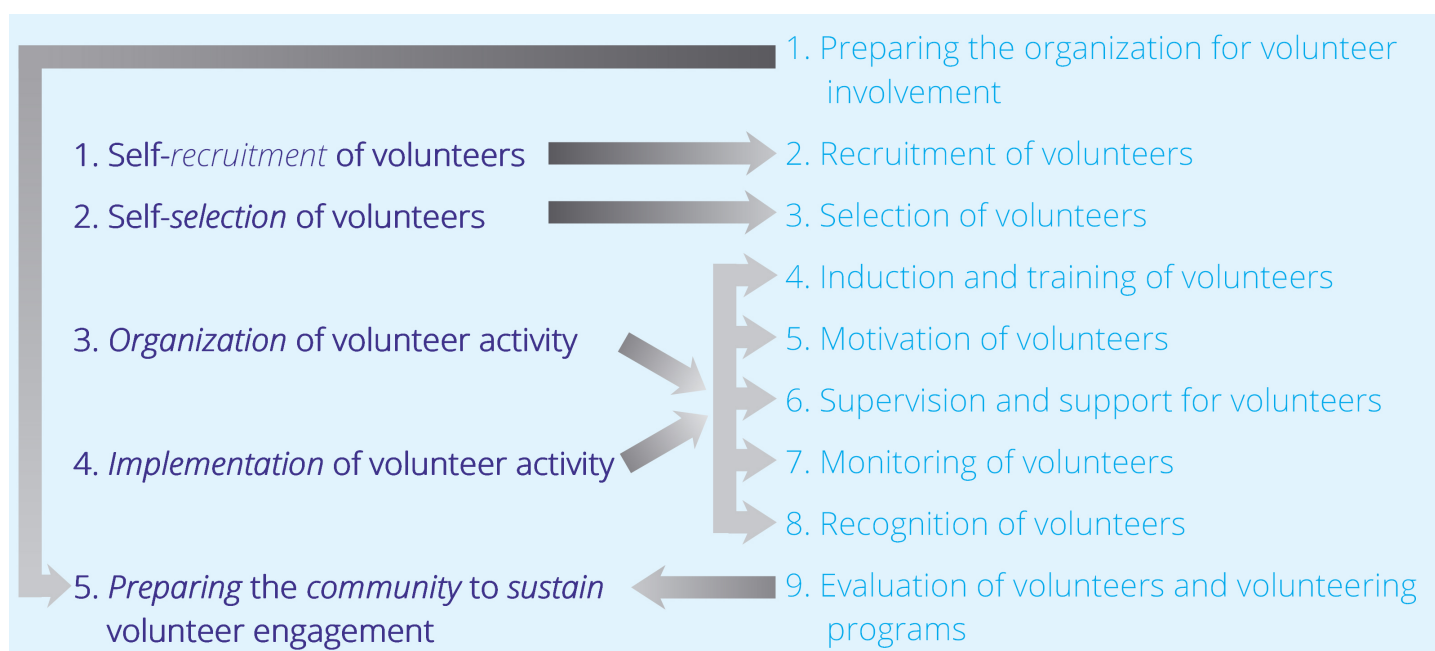 1. Preparing the organization for volunteer
involvement
1. Self-recruitment of volunteers
2. Recruitment of volunteers
2. Self-selection of volunteers
3. Selection of volunteers
4. Induction and training of volunteers
3. Organization of volunteer activity
5. Motivation of volunteers
6. Supervision and support for volunteers
4. Implementation of volunteer activity
7. Monitoring of volunteers
8. Recognition of volunteers
5. Preparing the community to sustain
volunteer engagement
9. Evaluation of volunteers and volunteering
programs